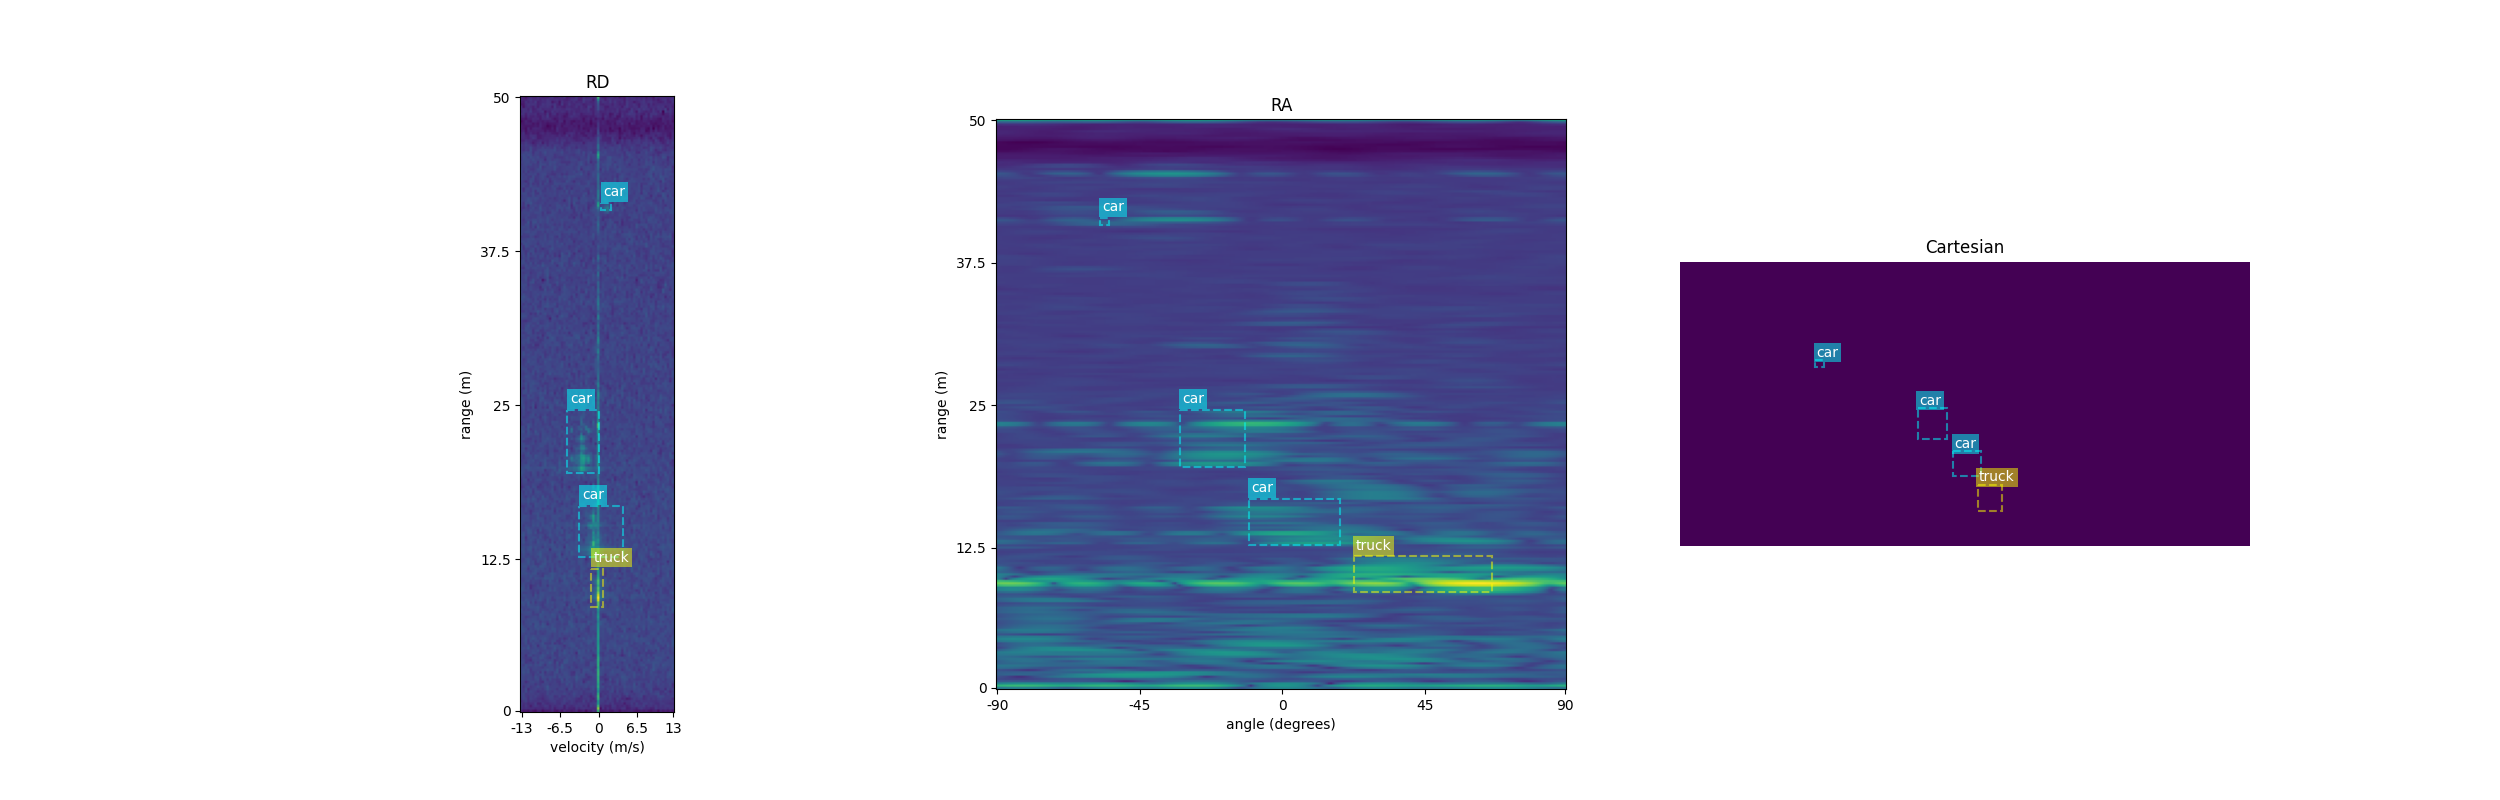 RD
50
37.5
25
12.5
0
range (m)
-13 -6.5 0 6.5 13
velocity (m/s)
car
car
car
truck
RA
50
37.5
25
12.5
0
range (m)
-90 -45 0 45 90
angle (degrees)
car
car
car
truck
Cartesian
car
car
car
truck